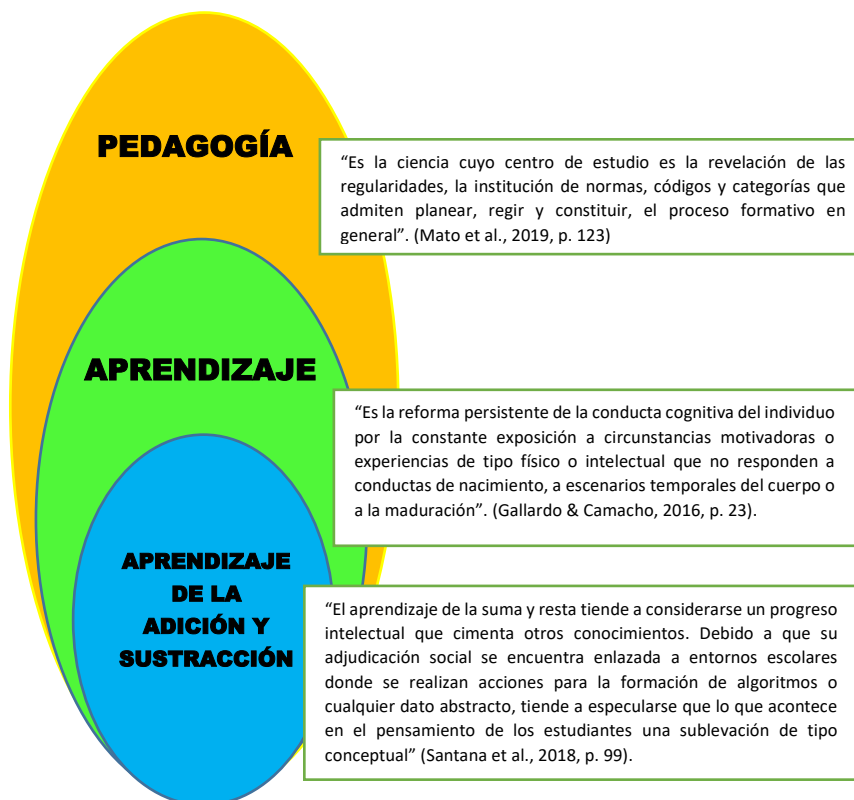 PEDAGOGÍA
“Es la ciencia cuyo centro de estudio es la revelación de las
regularidades, la institución de normas, códigos y categorías que
admiten planear, regir y constituir, el proceso formativo en
general”. (Mato et al., 2019, p. 123)
APRENDIZAJE
“Es la reforma persistente de la conducta cognitiva del individuo
por la constante exposición a circunstancias motivadoras o
experiencias de tipo físico o intelectual que no responden a
conductas de nacimiento, a escenarios temporales del cuerpo o
a la maduración”. (Gallardo & Camacho, 2016, p. 23).
APRENDIZAJE
DE LA
ADICIÓN Y
SUSTRACCIÓN
“El aprendizaje de la suma y resta tiende a considerarse un progreso
intelectual que cimenta otros conocimientos. Debido a que su
adjudicación social se encuentra enlazada a entornos escolares
donde se realizan acciones para la formación de algoritmos o
cualquier dato abstracto, tiende a especularse que lo que acontece
en el pensamiento de los estudiantes una sublevación de tipo
conceptual” (Santana et al., 2018, p. 99).